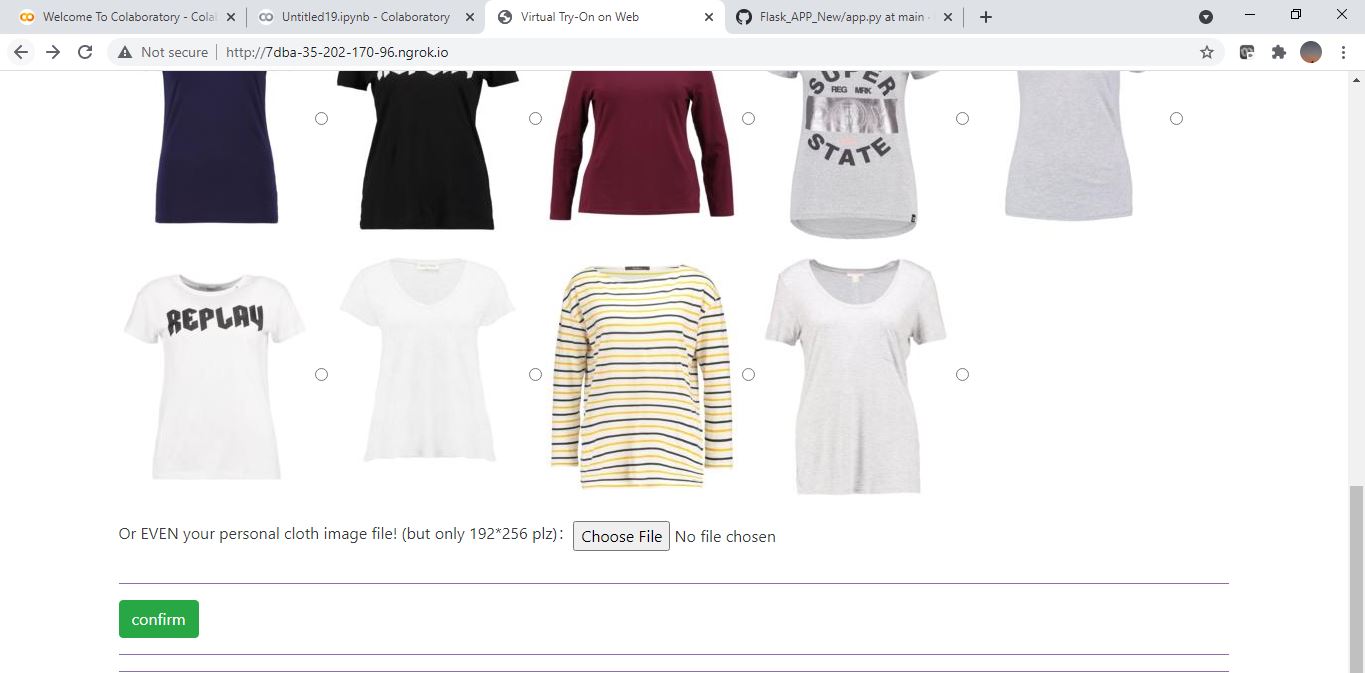 Welcome To Colaboratory - Cola
Untitled19.ipynb - Colaboratory
Virtual Try-On on Web
Flask_APP_New/app.py at main ·
Not secure
http://7dba-35-202-170-96.ngrok.io
SUPER
REG MRK
STATE
REPLAY
Or EVEN your personal cloth image file! (but only 192*256 plz)： Choose File No file chosen
confirm